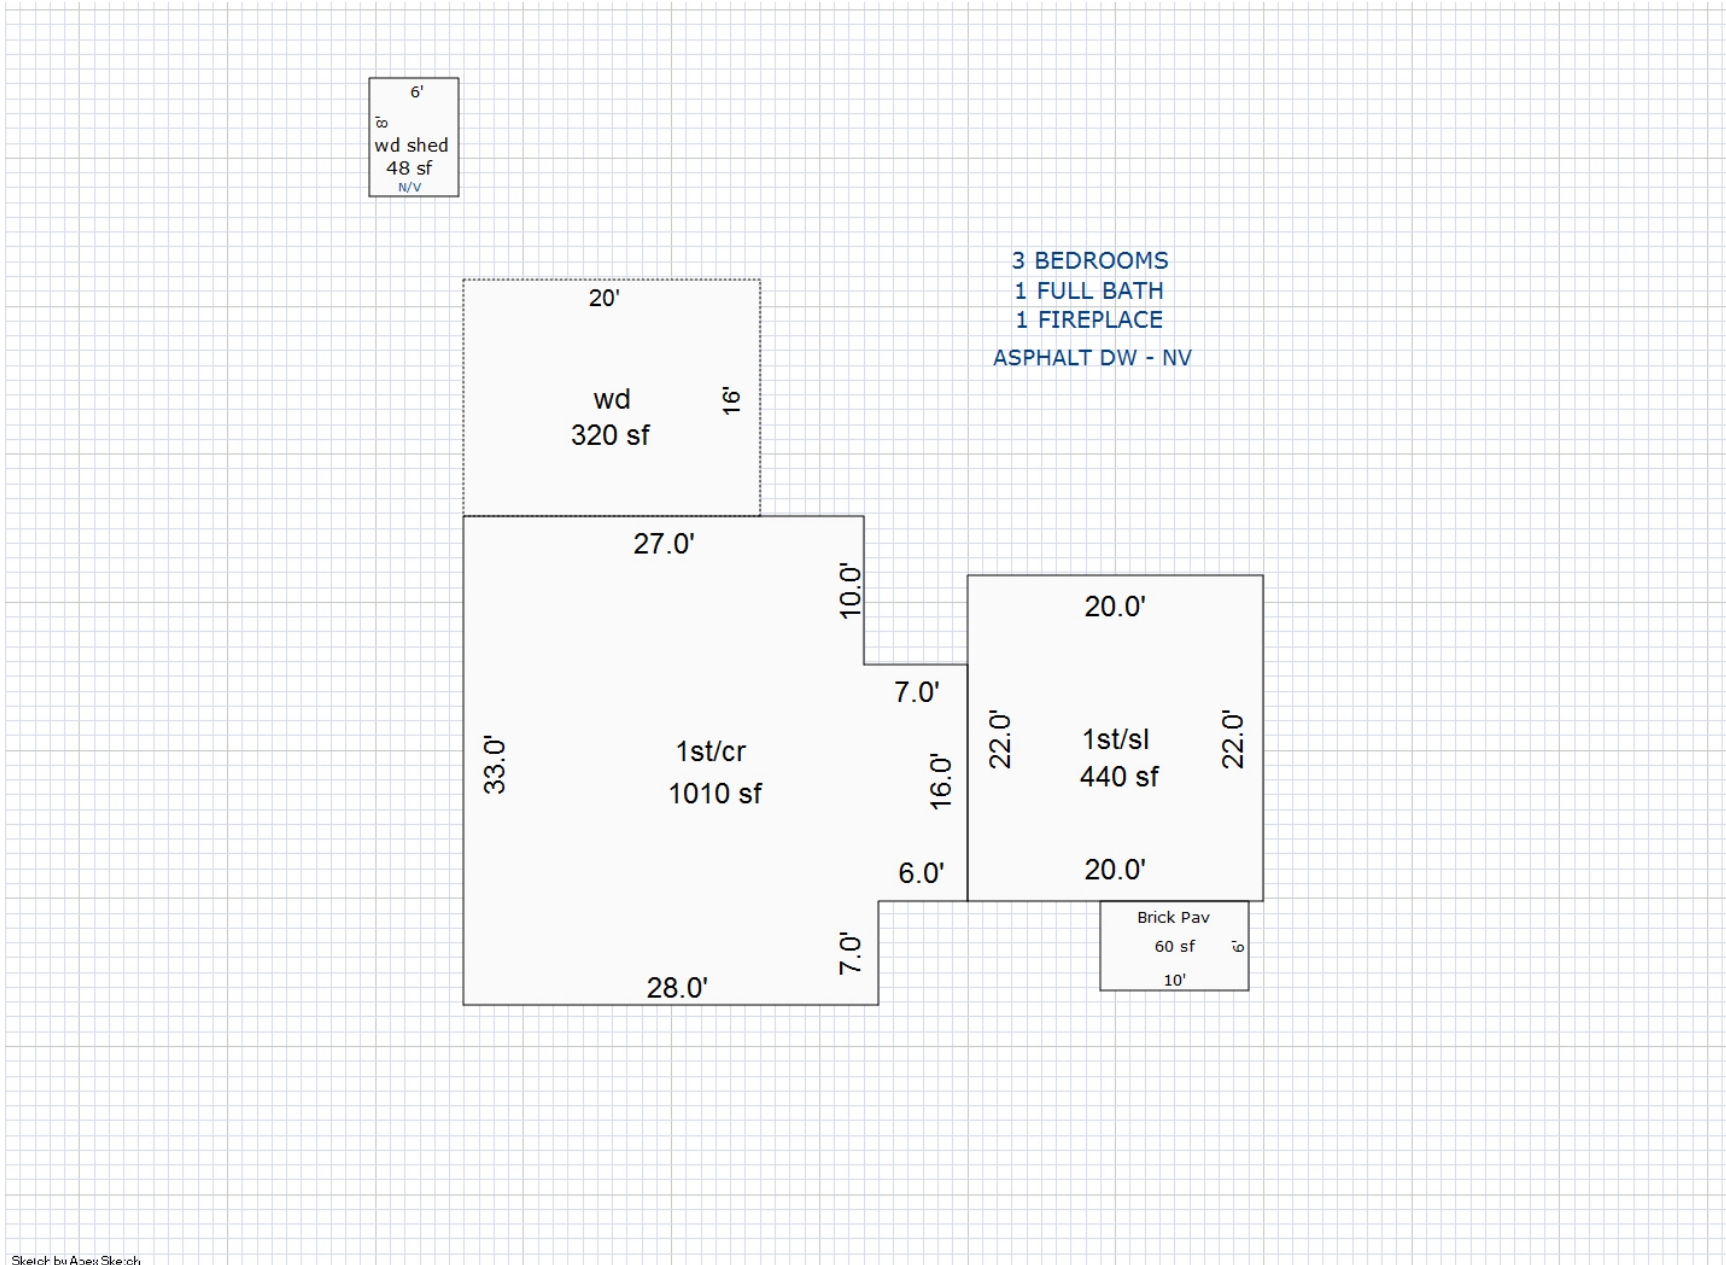 6'
8'
wd shed
48 sf
N/V
3 BEDROOMS
1 FULL BATH
1 FIREPLACE
ASPHALT DW - NV
20'
16'
wd
320 sf
27.0'
10.0'
7.0'
33.0'
1st/cr
1010 sf
16.0'
6.0'
7.0'
28.0'
20.0'
22.0'
1st/sl
440 sf
22.0'
20.0'
Brick Pav
60 sf
6'
10'
Sketch by Apex Sketch